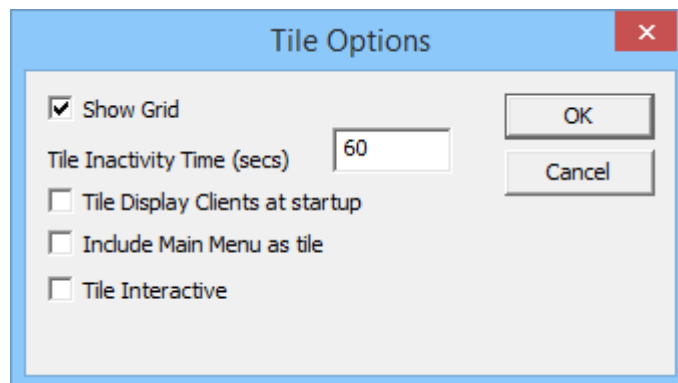 Tile Options
Show Grid
OK
Tile Inactivity Time (secs) 60
Cancel
Tile Display Clients at startup
Include Main Menu as tile
Tile Interactive